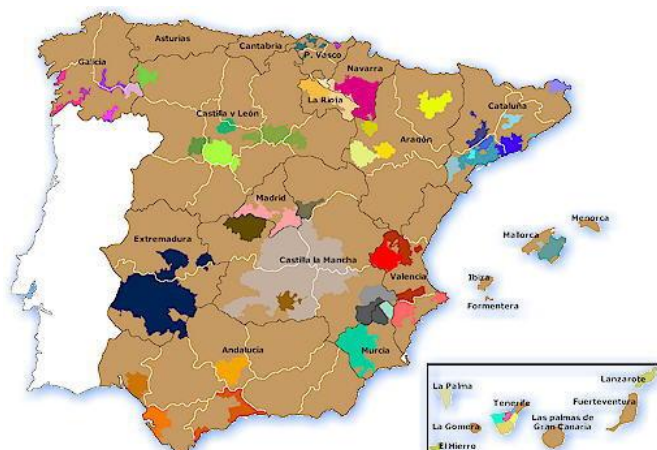 Asturias
Cantabria
P. Vasco
Galicia
Navarra
La Rioja
Cataluña
Castilla y León
Aragón
Madrid
Menorca
Mallorca
Extremadura
Castilla la Mancha
Valencia
Ibiza
Formentera
Andalucía
Murcia
Lanzarote
La Palma
Tenerife
Fuerteventura
La Gomera
Las palmas de
Gran Canaria
El Hierro